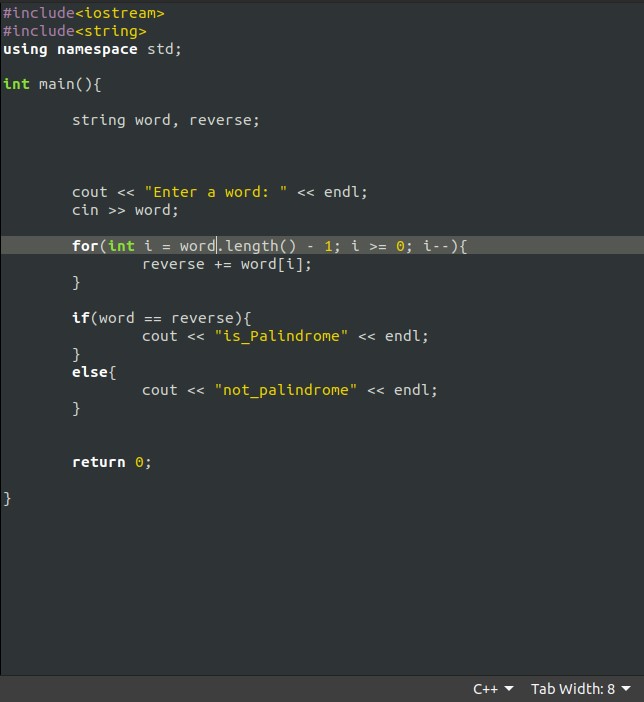 #include<iostream>
#include<string>
using namespace std;
int main(){
string word, reverse;
cout << "Enter a word: " << endl;
cin >> word;
for(int i = word.length() - 1; i >= 0; i--){
reverse += word[i];
}
if(word == reverse){
cout << "is_Palindrome" << endl;
}
else{
cout << "not_palindrome" << endl;
}
return 0;
}
C++ Tab Width: 8